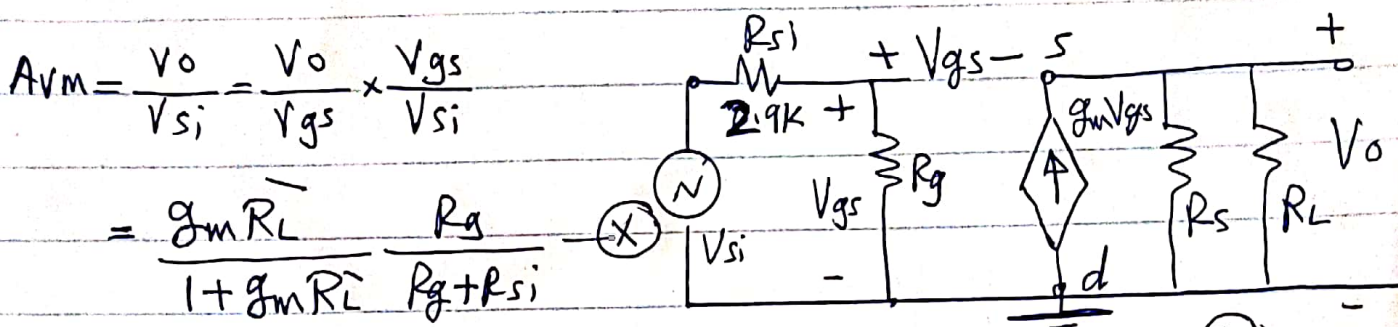 Avm = Vo/Vsi = Vo/Vgs × Vgs/Vsi
= gmRL̄/(1+gmRL̄) Rg/(Rg+Rsi) — Ⓧ
Rsi
2.9K
+ Vgs − S
+
+
Vgs
−
Rg
N
Vsi
gmVgs
d
Rs
RL
Vo
−